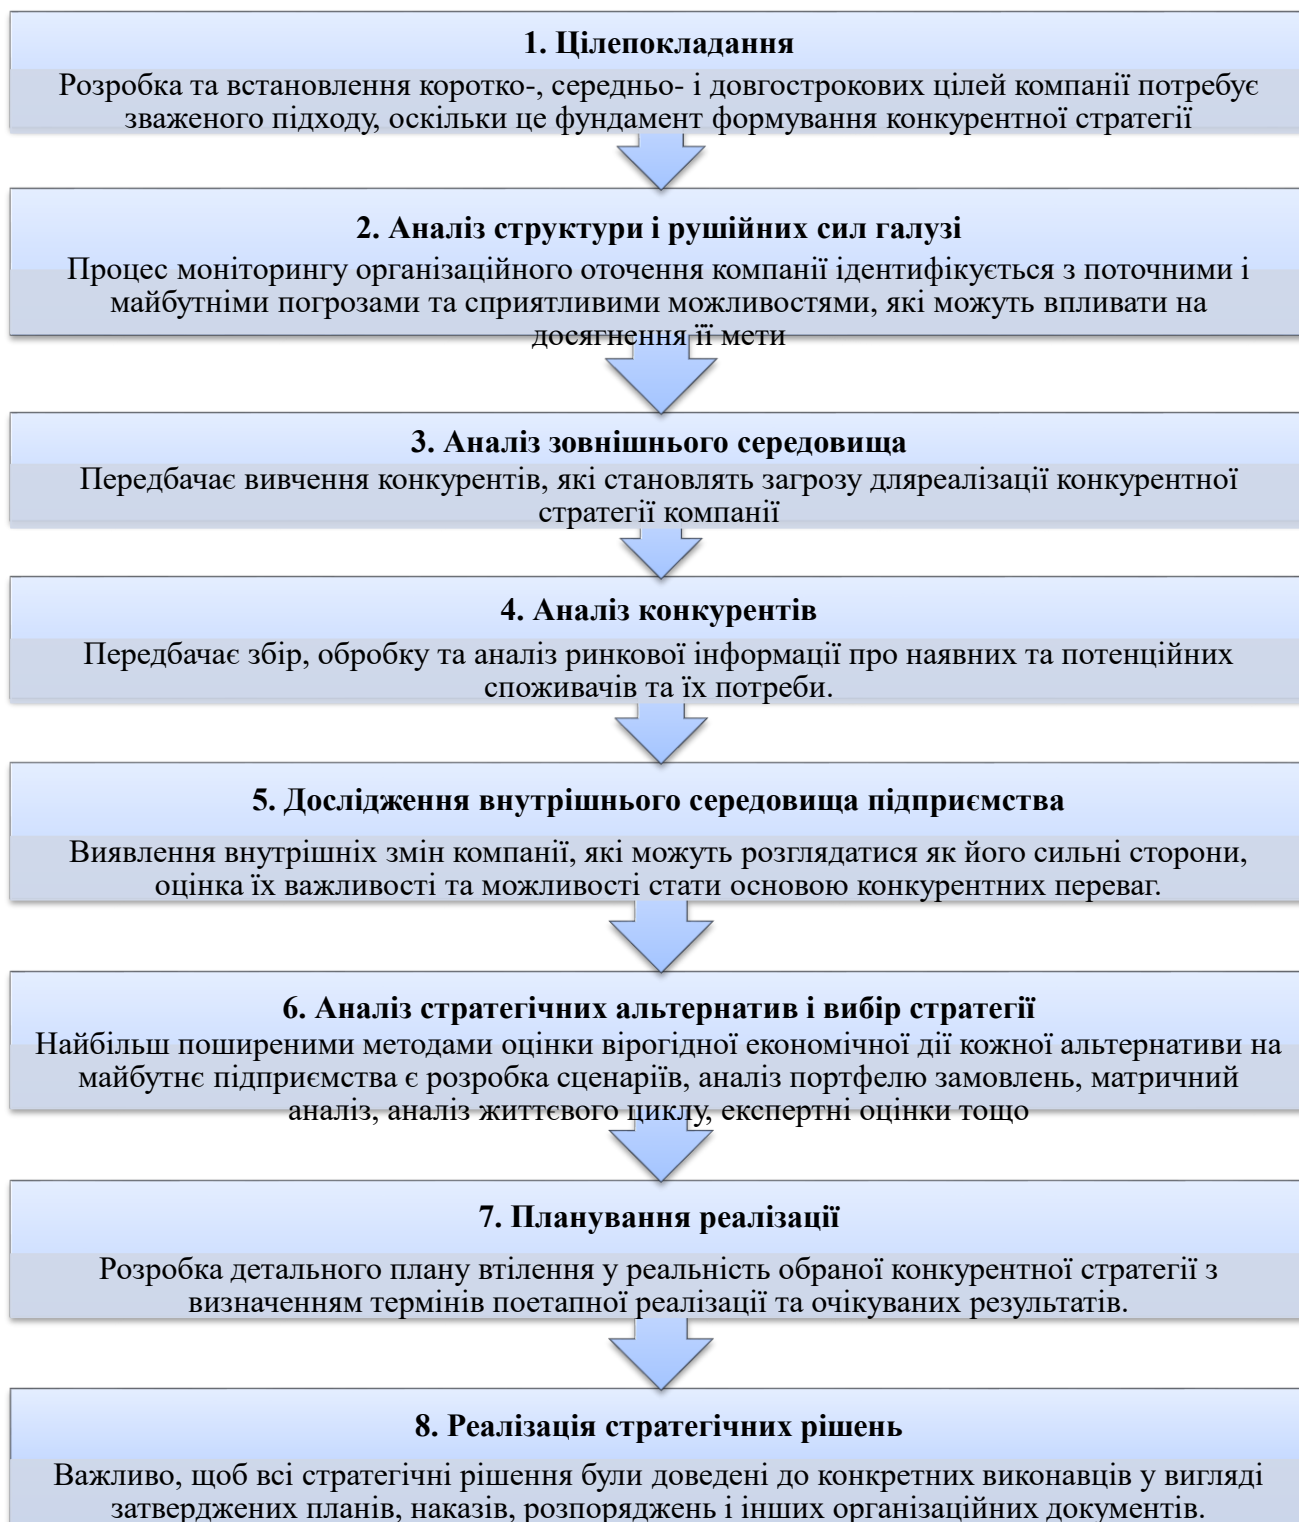 1. Цілепокладання
Розробка та встановлення коротко-, середньо- і довгострокових цілей компанії потребує
зваженого підходу, оскільки це фундамент формування конкурентної стратегії
2. Аналіз структури і рушійних сил галузі
Процес моніторингу організаційного оточення компанії ідентифікується з поточними і
майбутніми погрозами та сприятливими можливостями, які можуть впливати на
досягнення її мети
3. Аналіз зовнішнього середовища
Передбачає вивчення конкурентів, які становлять загрозу дляреалізації конкурентної
стратегії компанії
4. Аналіз конкурентів
Передбачає збір, обробку та аналіз ринкової інформації про наявних та потенційних
споживачів та їх потреби.
5. Дослідження внутрішнього середовища підприємства
Виявлення внутрішніх змін компанії, які можуть розглядатися як його сильні сторони,
оцінка їх важливості та можливості стати основою конкурентних переваг.
6. Аналіз стратегічних альтернатив і вибір стратегії
Найбільш поширеними методами оцінки вірогідної економічної дії кожної альтернативи на
майбутнє підприємства є розробка сценаріїв, аналіз портфелю замовлень, матричний
аналіз, аналіз життєвого циклу, експертні оцінки тощо
7. Планування реалізації
Розробка детального плану втілення у реальність обраної конкурентної стратегії з
визначенням термінів поетапної реалізації та очікуваних результатів.
8. Реалізація стратегічних рішень
Важливо, щоб всі стратегічні рішення були доведені до конкретних виконавців у вигляді
затверджених планів, наказів, розпоряджень і інших організаційних документів.